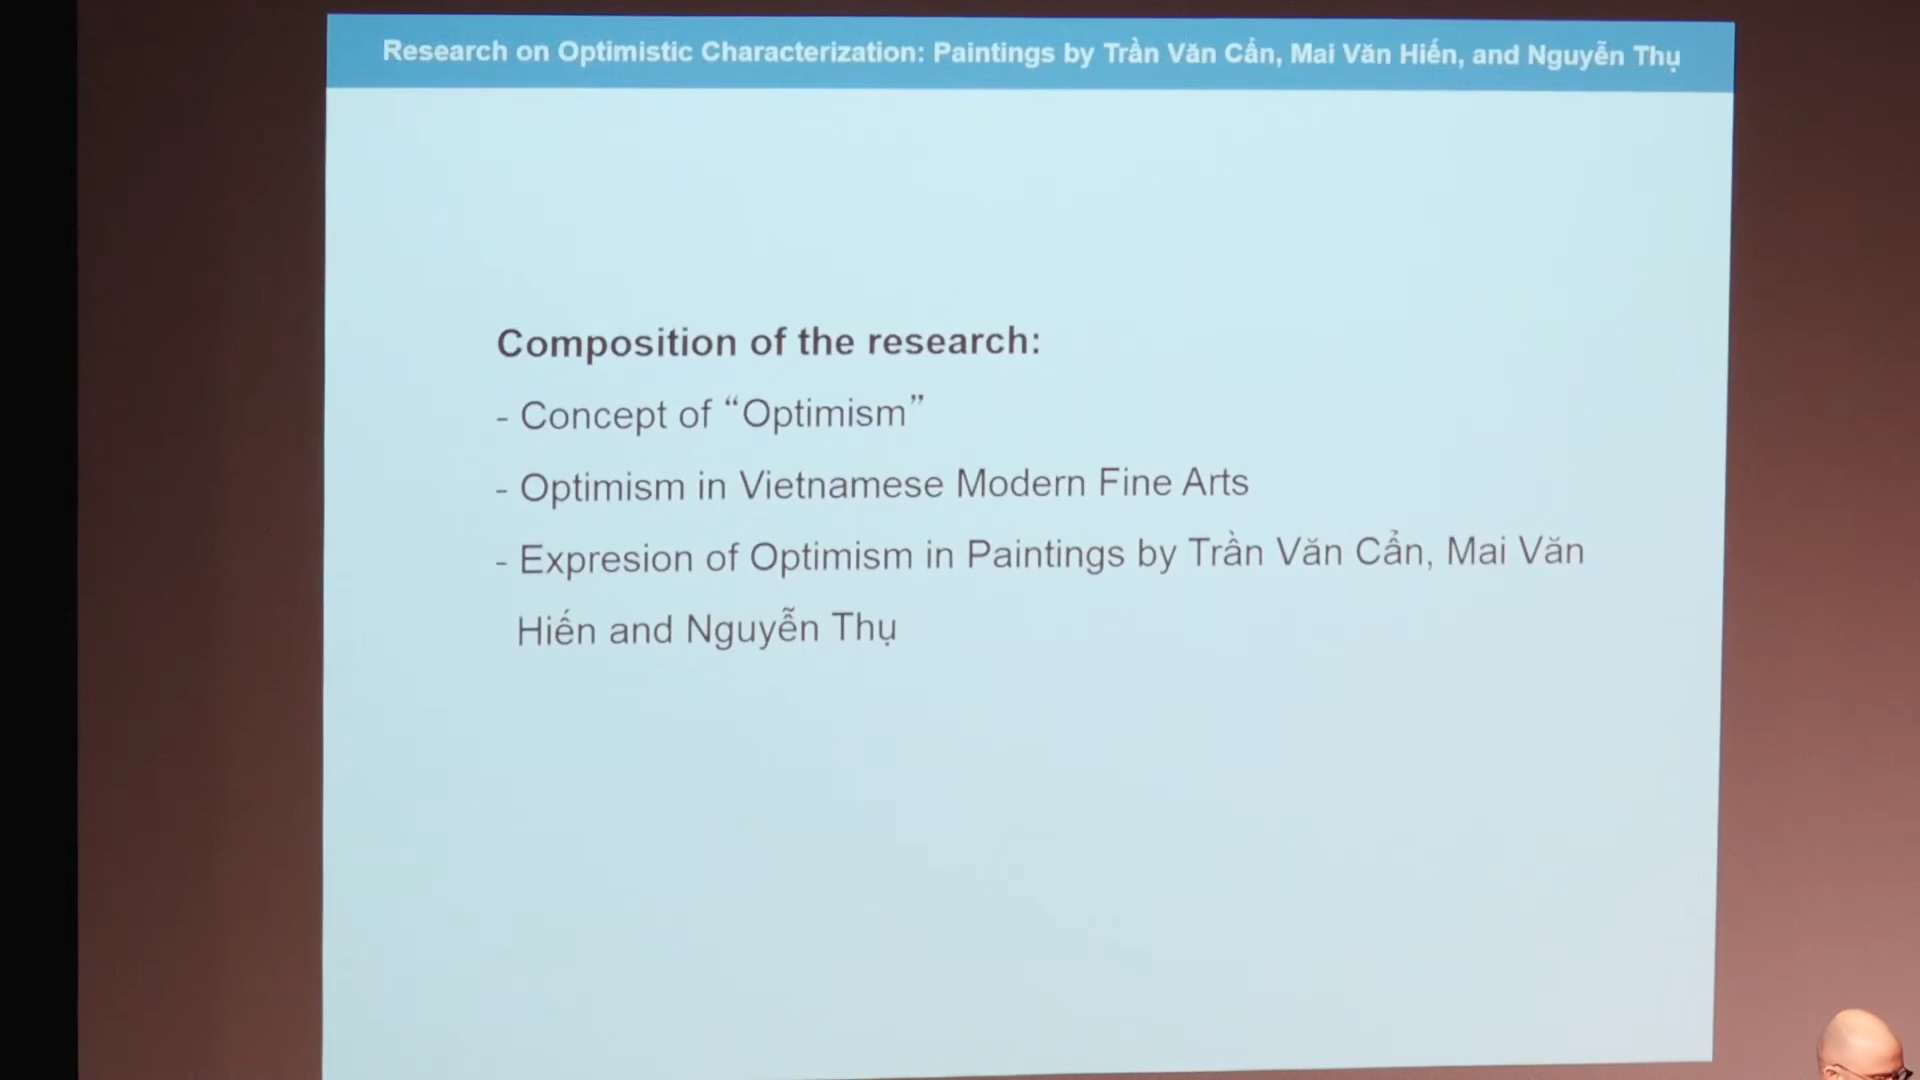 Research on Optimistic Characterization: Paintings by Trần Văn Cẩn, Mai Văn Hiến, and Nguyễn Thụ
Composition of the research:
- Concept of “Optimism”
- Optimism in Vietnamese Modern Fine Arts
- Expresion of Optimism in Paintings by Trần Văn Cẩn, Mai Văn
Hiến and Nguyễn Thụ